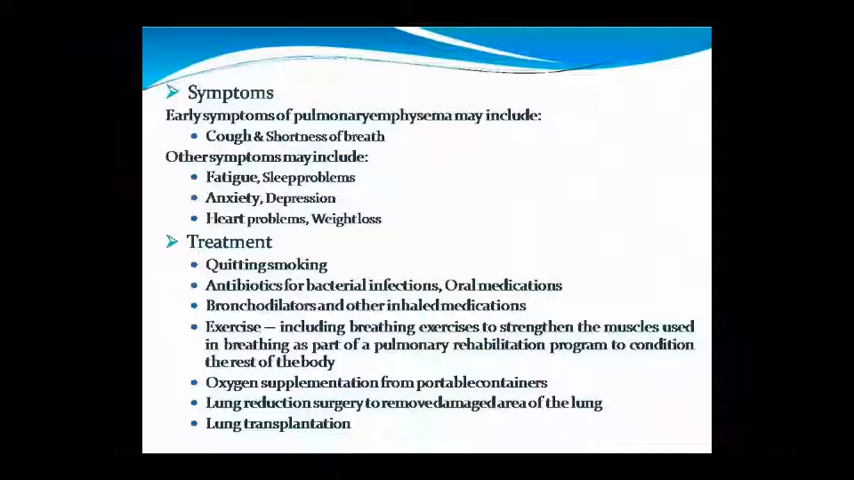 Symptoms
Early symptoms of pulmonaryemphysema may include:
Cough & Shortness of breath
Other symptoms may include:
Fatigue, Sleep problems
Anxiety, Depression
Heart problems, Weight loss
Treatment
Quitting smoking
Antibiotics for bacterial infections, Oral medications
Bronchodilators and other inhaled medications
Exercise — including breathing exercises to strengthen the muscles used
in breathing as part of a pulmonary rehabilitation program to condition
the rest of the body
Oxygen supplementation from portable containers
Lung reduction surgery to remove damaged area of the lung
Lung transplantation